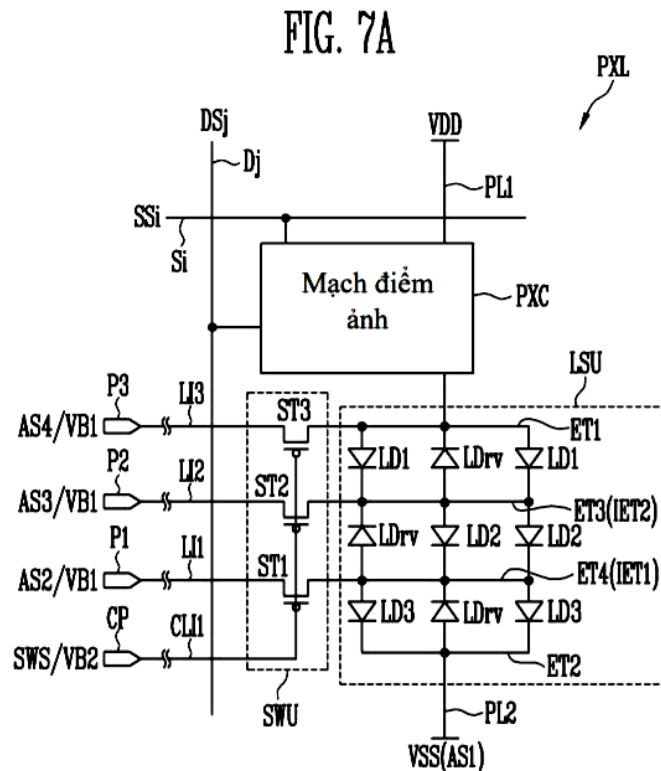 FIG. 7A
PXL
DSj
VDD
Dj
PL1
SSi
Si
Mạch điểm
ảnh
PXC
LSU
P3
LI3
ST3
AS4/VB1
ET1
LD1
LDrv
LD1
P2
LI2
ST2
AS3/VB1
ET3(IET2)
LDrv
LD2
LD2
P1
LI1
ST1
AS2/VB1
ET4(IET1)
CP
CLI1
LD3
LDrv
LD3
SWS/VB2
ET2
SWU
PL2
VSS(AS1)